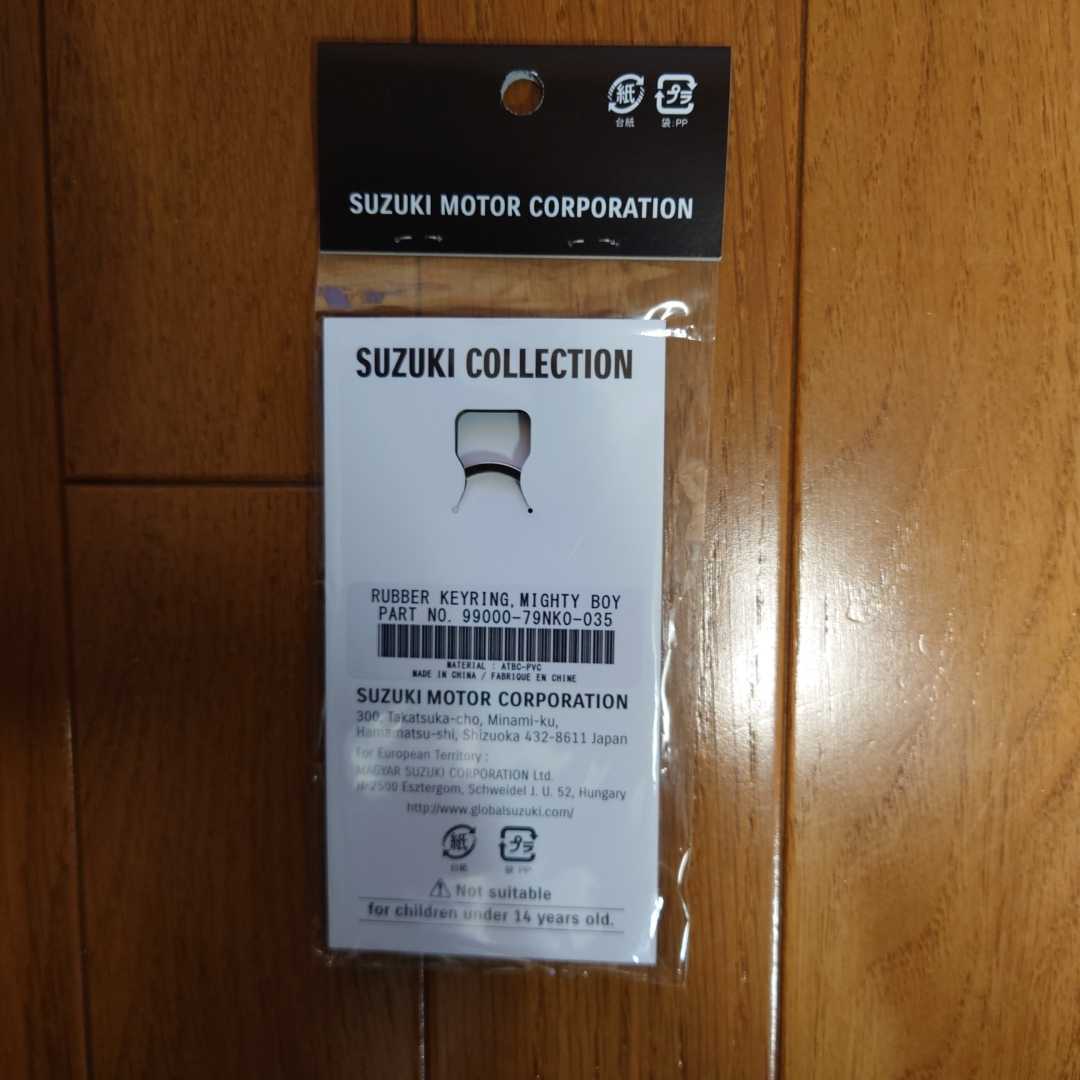 紙 プラ
台紙 袋:PP
SUZUKI MOTOR CORPORATION
SUZUKI COLLECTION
RUBBER KEYRING,MIGHTY BOY
PART NO. 99000-79NK0-035
MATERIAL : ATBC-PVC
MADE IN CHINA / FABRIQUE EN CHINE
SUZUKI MOTOR CORPORATION
300, Takatsuka-cho, Minami-ku,
Hamamatsu-shi, Shizuoka 432-8611 Japan
For European Territory :
MAGYAR SUZUKI CORPORATION Ltd.
H-2500 Esztergom, Schweidel J. U. 52, Hungary
http://www.globalsuzuki.com/
紙 プラ
台紙 袋:PP
Not suitable
for children under 14 years old.